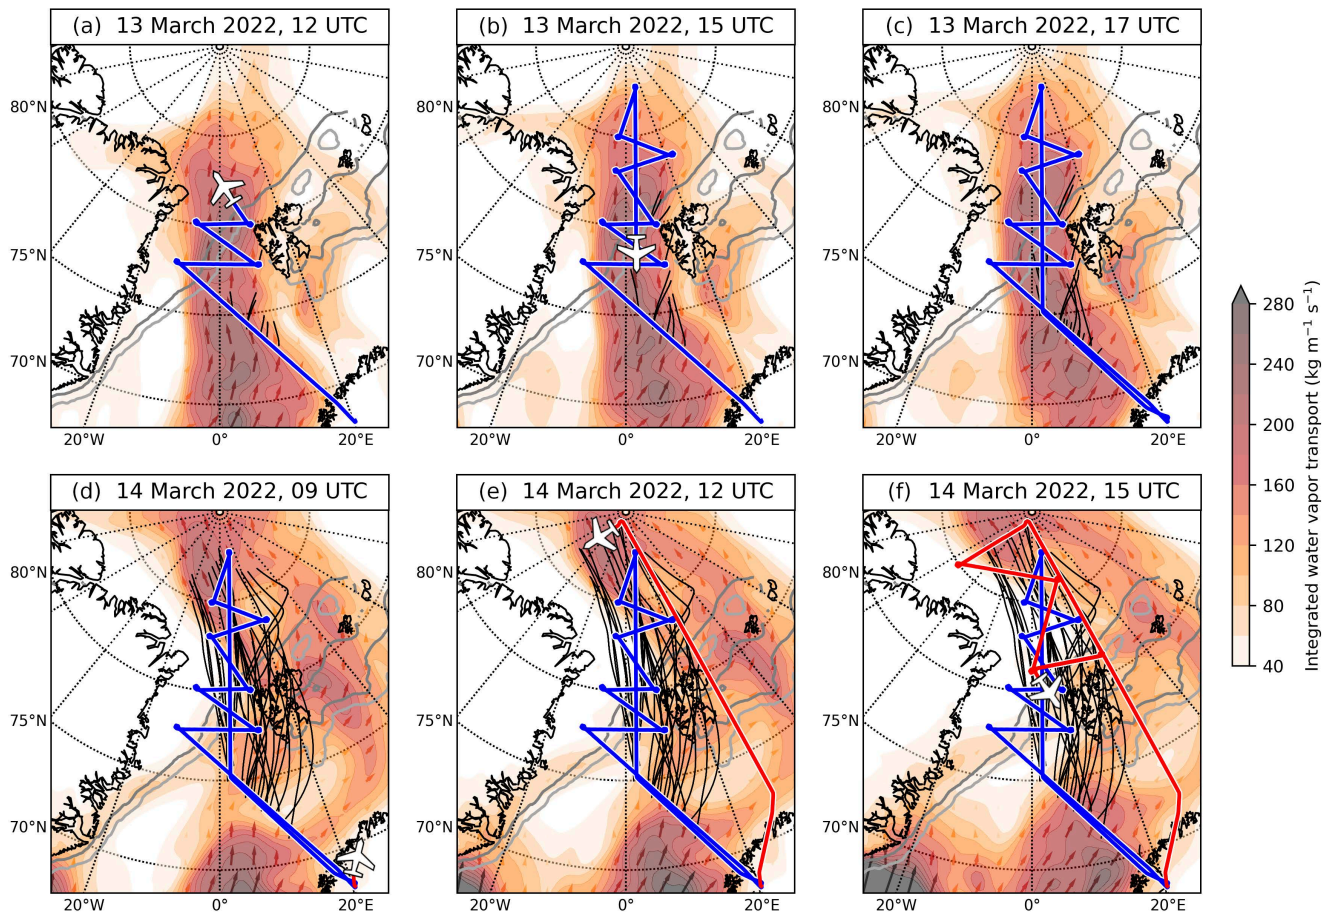 (a) 13 March 2022, 12 UTC
(b) 13 March 2022, 15 UTC
(c) 13 March 2022, 17 UTC
80°N
75°N
70°N
20°W
0°
20°E
80°N
75°N
70°N
20°W
0°
20°E
80°N
75°N
70°N
20°W
0°
20°E
280
240
200
160
120
80
40
Integrated water vapor transport (kg m⁻¹ s⁻¹)
(d) 14 March 2022, 09 UTC
(e) 14 March 2022, 12 UTC
(f) 14 March 2022, 15 UTC
80°N
75°N
70°N
20°W
0°
20°E
80°N
75°N
70°N
20°W
0°
20°E
80°N
75°N
70°N
20°W
0°
20°E